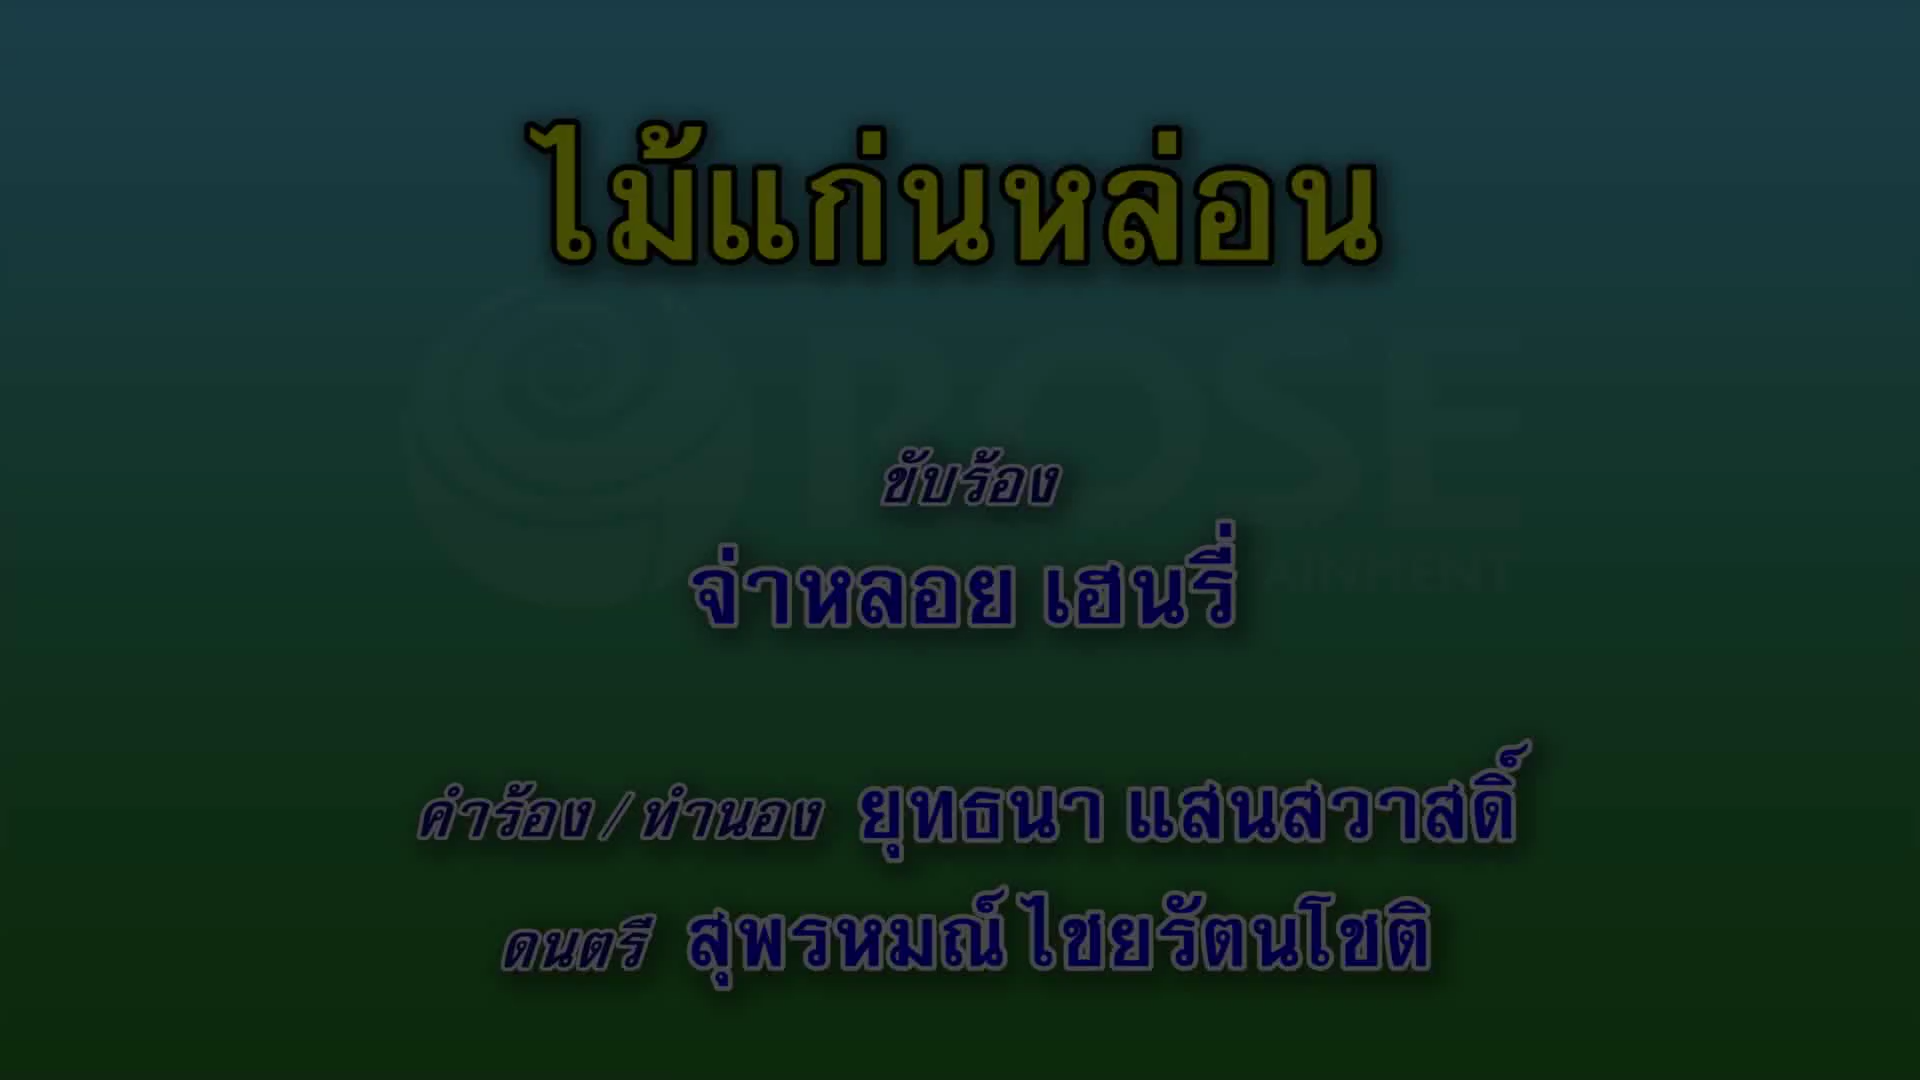 ไม้แก่นหล่อน
ROSE
AINMENT
ขับร้อง
จ่าหลอย เฮนรี่
คำร้อง / ทำนอง ยุทธนา แสนสวาสดิ์
ดนตรี สุพรหมณ์ ไชยรัตนโชติ